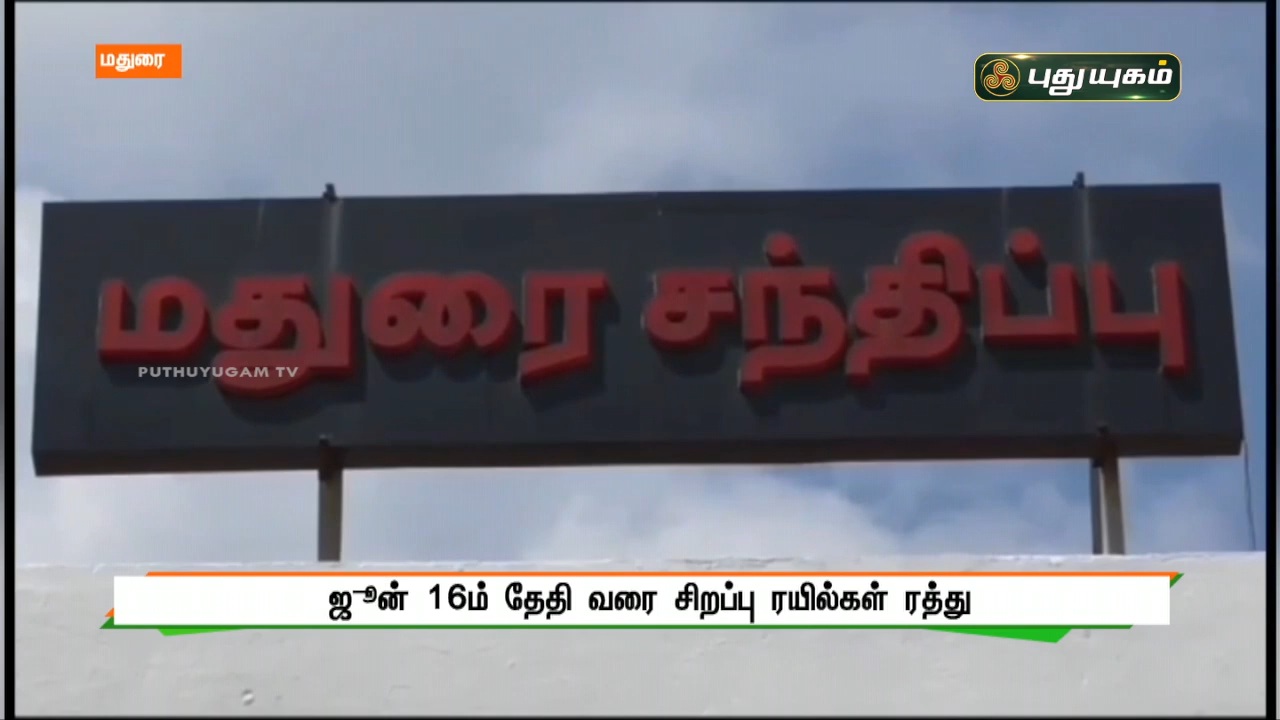 மதுரை
புதுயுகம்
மதுரை சந்திப்பு
PUTHUYUGAM TV
ஜூன் 16ம் தேதி வரை சிறப்பு ரயில்கள் ரத்து